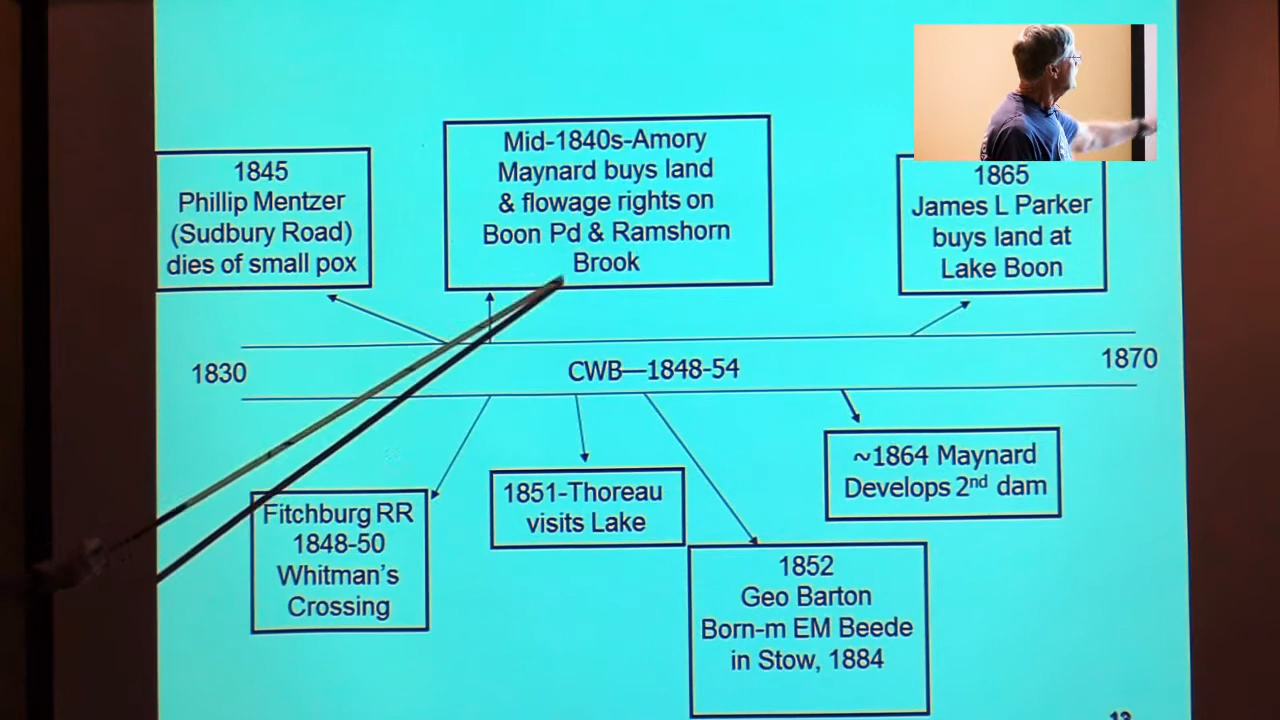 1845
Phillip Mentzer
(Sudbury Road)
dies of small pox
Mid-1840s-Amory
Maynard buys land
& flowage rights on
Boon Pd & Ramshorn
Brook
1865
James L Parker
buys land at
Lake Boon
1830
CWB—1848-54
1870
Fitchburg RR
1848-50
Whitman's
Crossing
1851-Thoreau
visits Lake
1852
Geo Barton
Born-m EM Beede
in Stow, 1884
~1864 Maynard
Develops 2nd dam